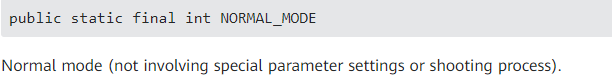 public static final int NORMAL_MODE
Normal mode (not involving special parameter settings or shooting process).